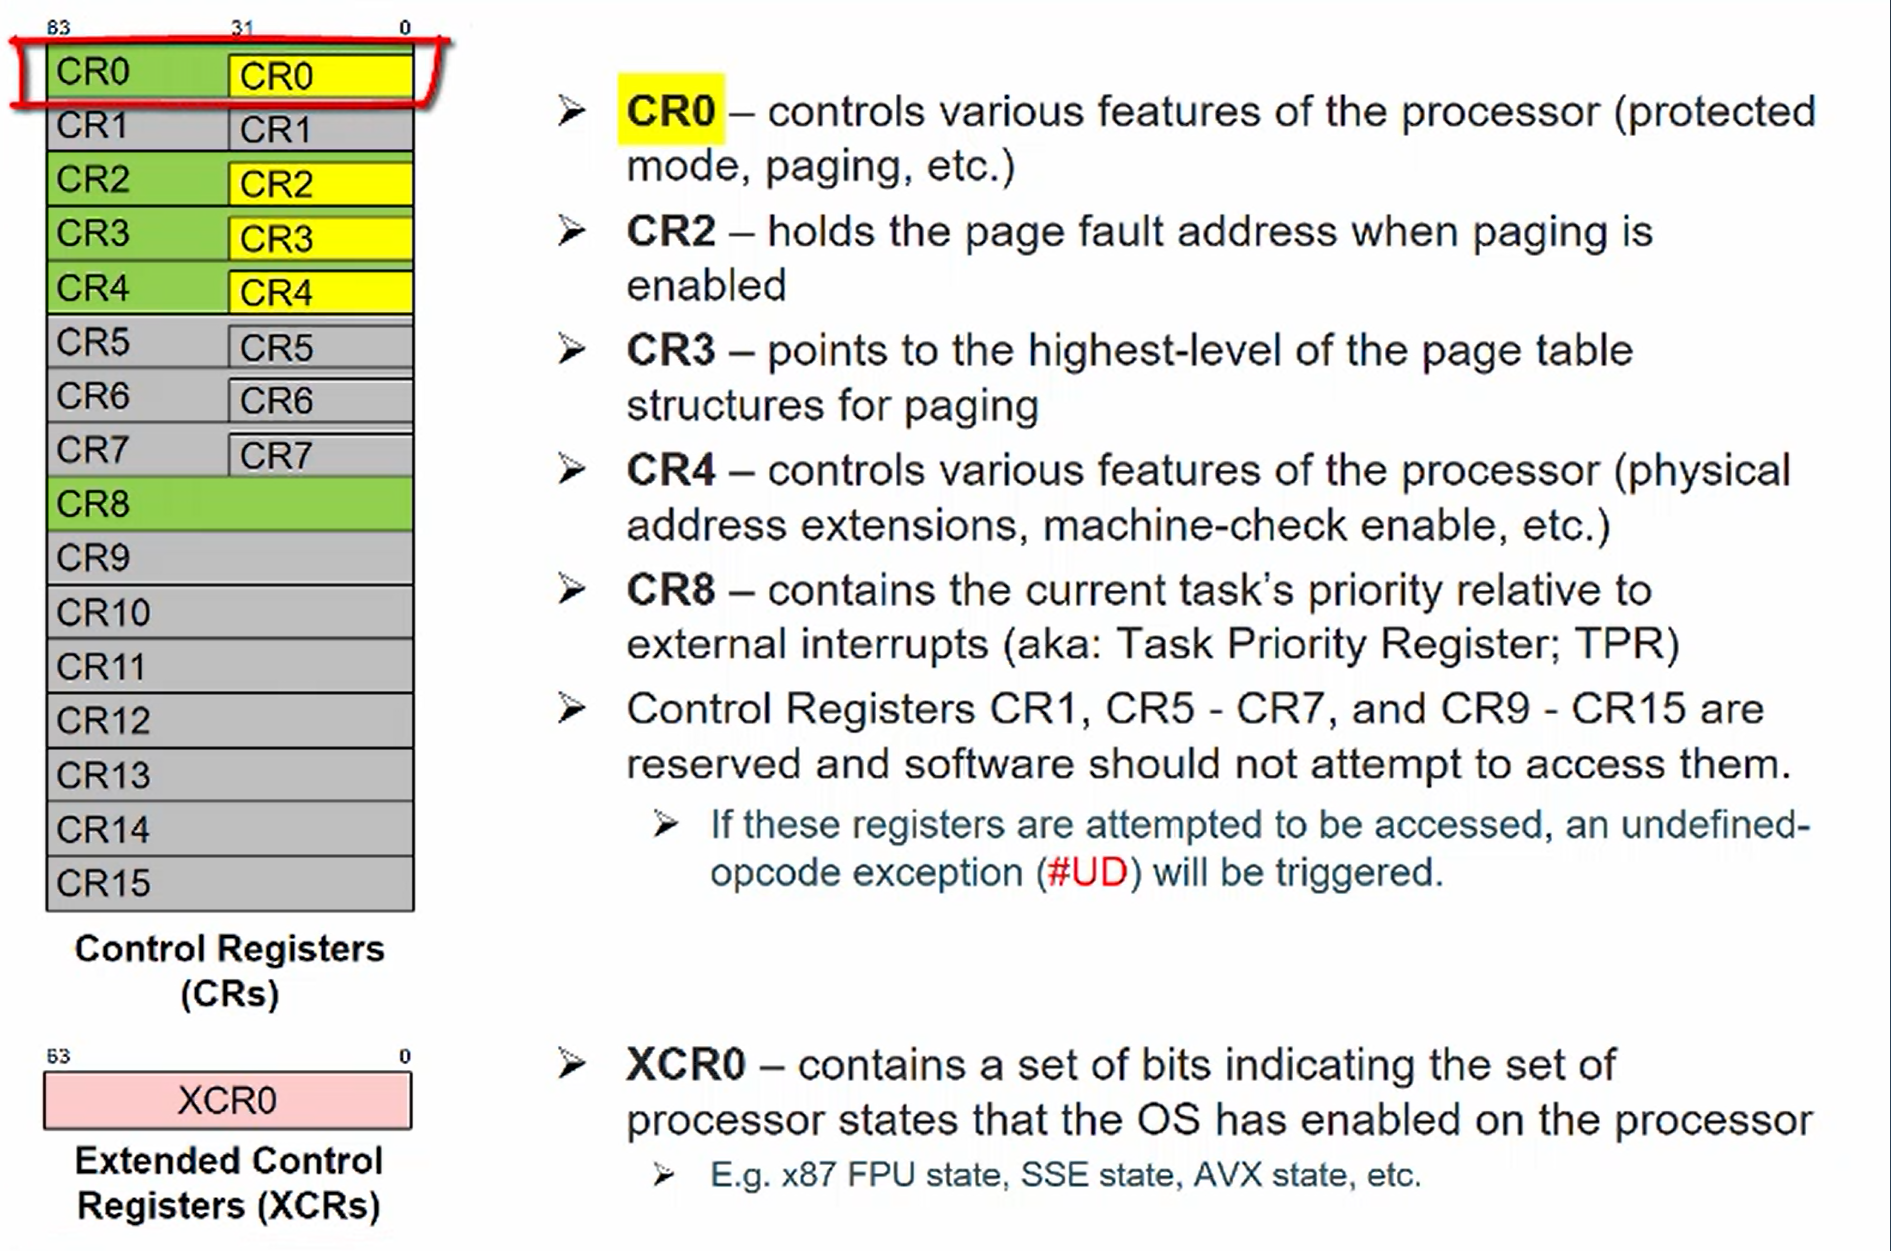 63 31 0
CR0 CR0
CR1 CR1
CR2 CR2
CR3 CR3
CR4 CR4
CR5 CR5
CR6 CR6
CR7 CR7
CR8
CR9
CR10
CR11
CR12
CR13
CR14
CR15
Control Registers
(CRs)
63 0
XCR0
Extended Control
Registers (XCRs)
➢ CR0 – controls various features of the processor (protected
mode, paging, etc.)
➢ CR2 – holds the page fault address when paging is
enabled
➢ CR3 – points to the highest-level of the page table
structures for paging
➢ CR4 – controls various features of the processor (physical
address extensions, machine-check enable, etc.)
➢ CR8 – contains the current task’s priority relative to
external interrupts (aka: Task Priority Register; TPR)
➢ Control Registers CR1, CR5 - CR7, and CR9 - CR15 are
reserved and software should not attempt to access them.
➢ If these registers are attempted to be accessed, an undefined-
opcode exception (#UD) will be triggered.
➢ XCR0 – contains a set of bits indicating the set of
processor states that the OS has enabled on the processor
➢ E.g. x87 FPU state, SSE state, AVX state, etc.